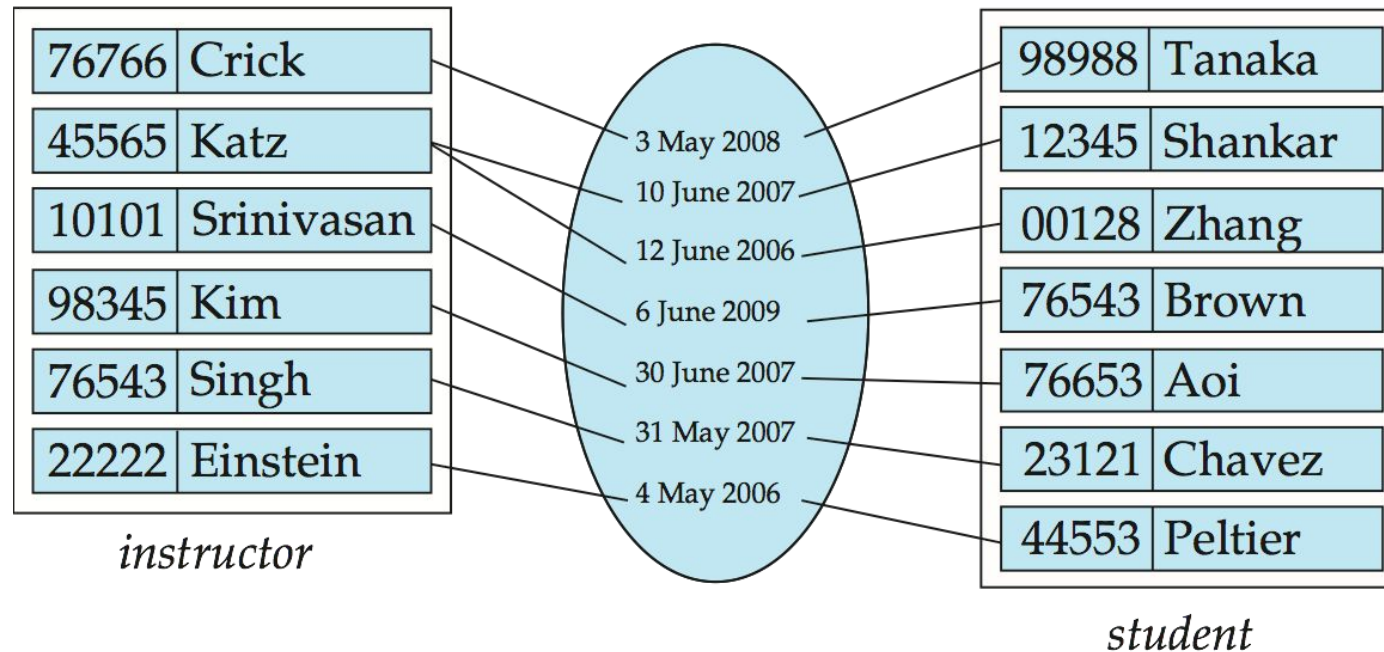 76766 Crick
45565 Katz
10101 Srinivasan
98345 Kim
76543 Singh
22222 Einstein
instructor
3 May 2008
10 June 2007
12 June 2006
6 June 2009
30 June 2007
31 May 2007
4 May 2006
98988 Tanaka
12345 Shankar
00128 Zhang
76543 Brown
76653 Aoi
23121 Chavez
44553 Peltier
student